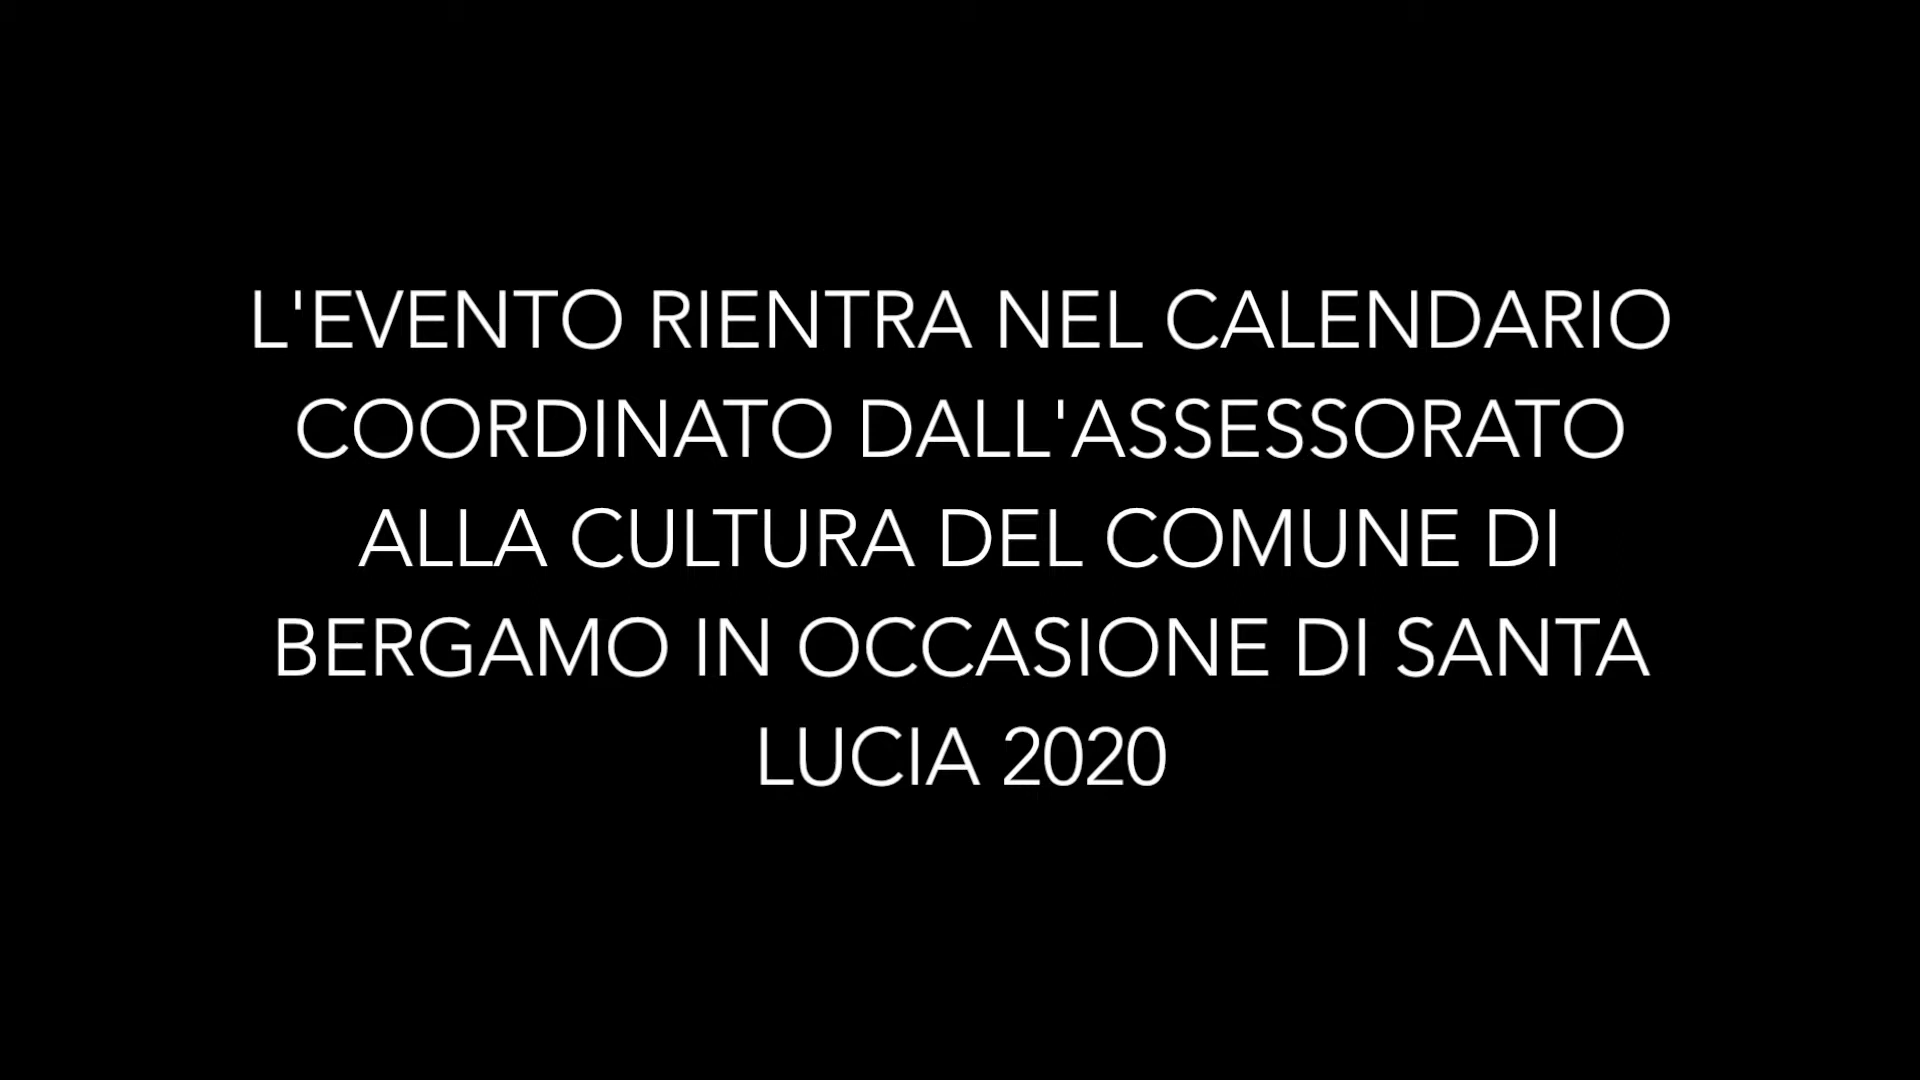 L'EVENTO RIENTRA NEL CALENDARIO
COORDINATO DALL'ASSESSORATO
ALLA CULTURA DEL COMUNE DI
BERGAMO IN OCCASIONE DI SANTA
LUCIA 2020